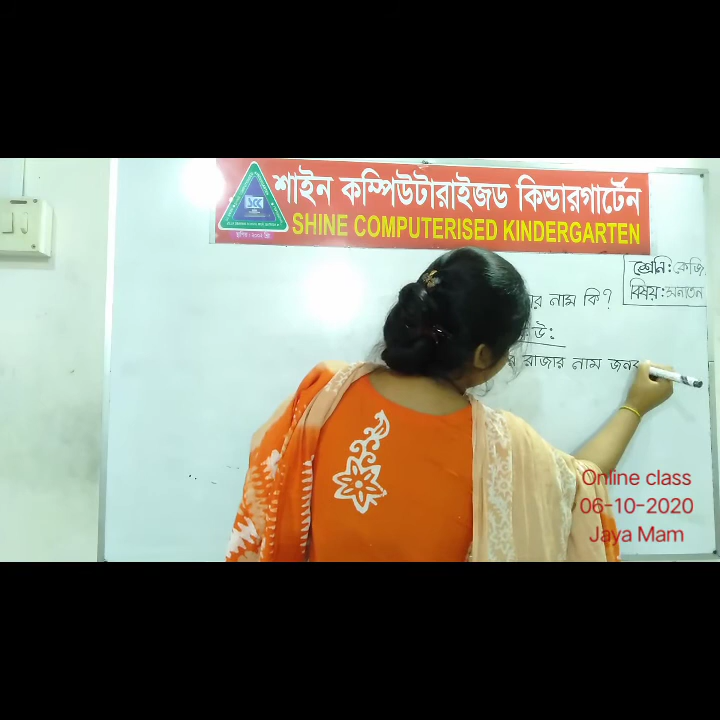 শাইন কম্পিউটারাইজড কিন্ডারগার্টেন
SHINE COMPUTERISED KINDERGARTEN
শ্রেনি: কেজি
বিষয়: সনাতন
নাম কি?
উ:
রাজার নাম জনক
Online class
06-10-2020
Jaya Mam